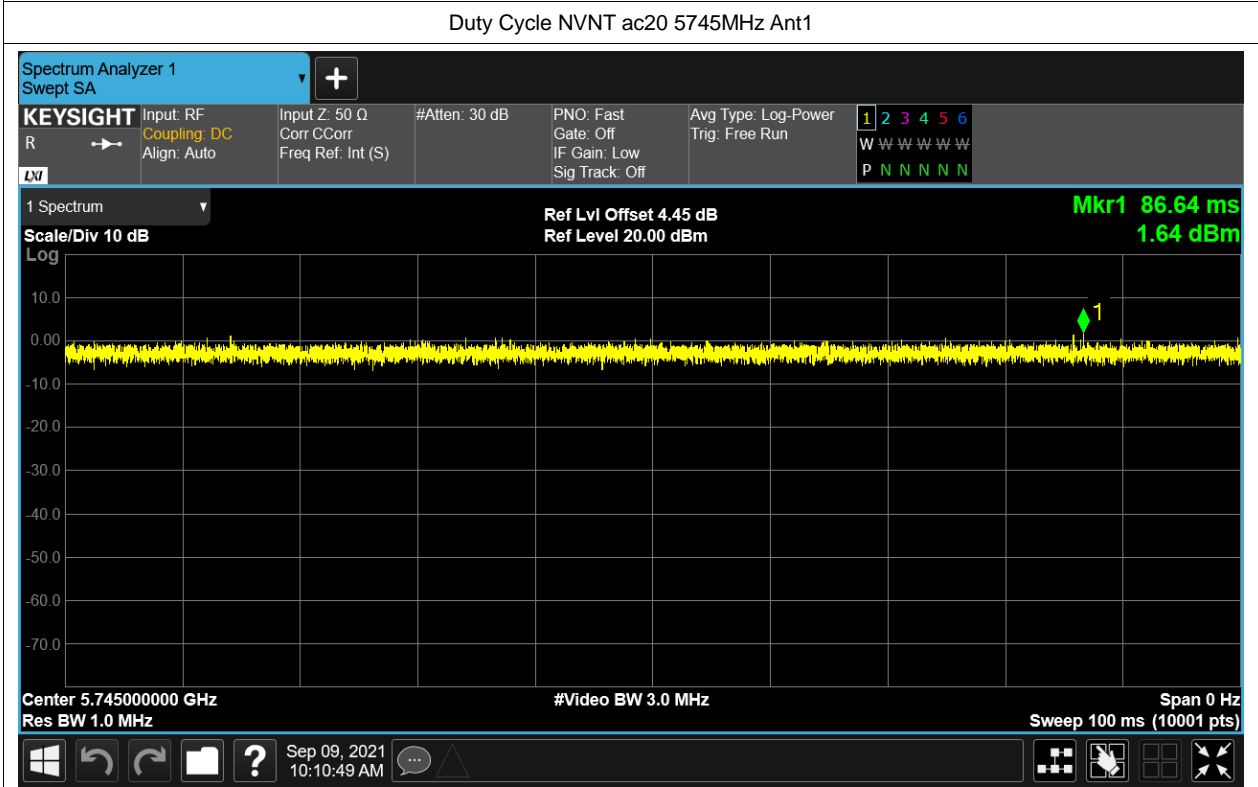 Duty Cycle NVNT ac20 5745MHz Ant1
Spectrum Analyzer 1
Swept SA
KEYSIGHT
R
LXI
Input: RF
Coupling: DC
Align: Auto
Input Z: 50 Ω
Corr CCorr
Freq Ref: Int (S)
#Atten: 30 dB
PNO: Fast
Gate: Off
IF Gain: Low
Sig Track: Off
Avg Type: Log-Power
Trig: Free Run
1 2 3 4 5 6
W W W W W W
P N N N N N
1 Spectrum
Scale/Div 10 dB
Ref Lvl Offset 4.45 dB
Ref Level 20.00 dBm
Mkr1 86.64 ms
1.64 dBm
Log
10.0
0.00
-10.0
-20.0
-30.0
-40.0
-50.0
-60.0
-70.0
1
Center 5.745000000 GHz
Res BW 1.0 MHz
#Video BW 3.0 MHz
Span 0 Hz
Sweep 100 ms (10001 pts)
?
Sep 09, 2021
10:10:49 AM